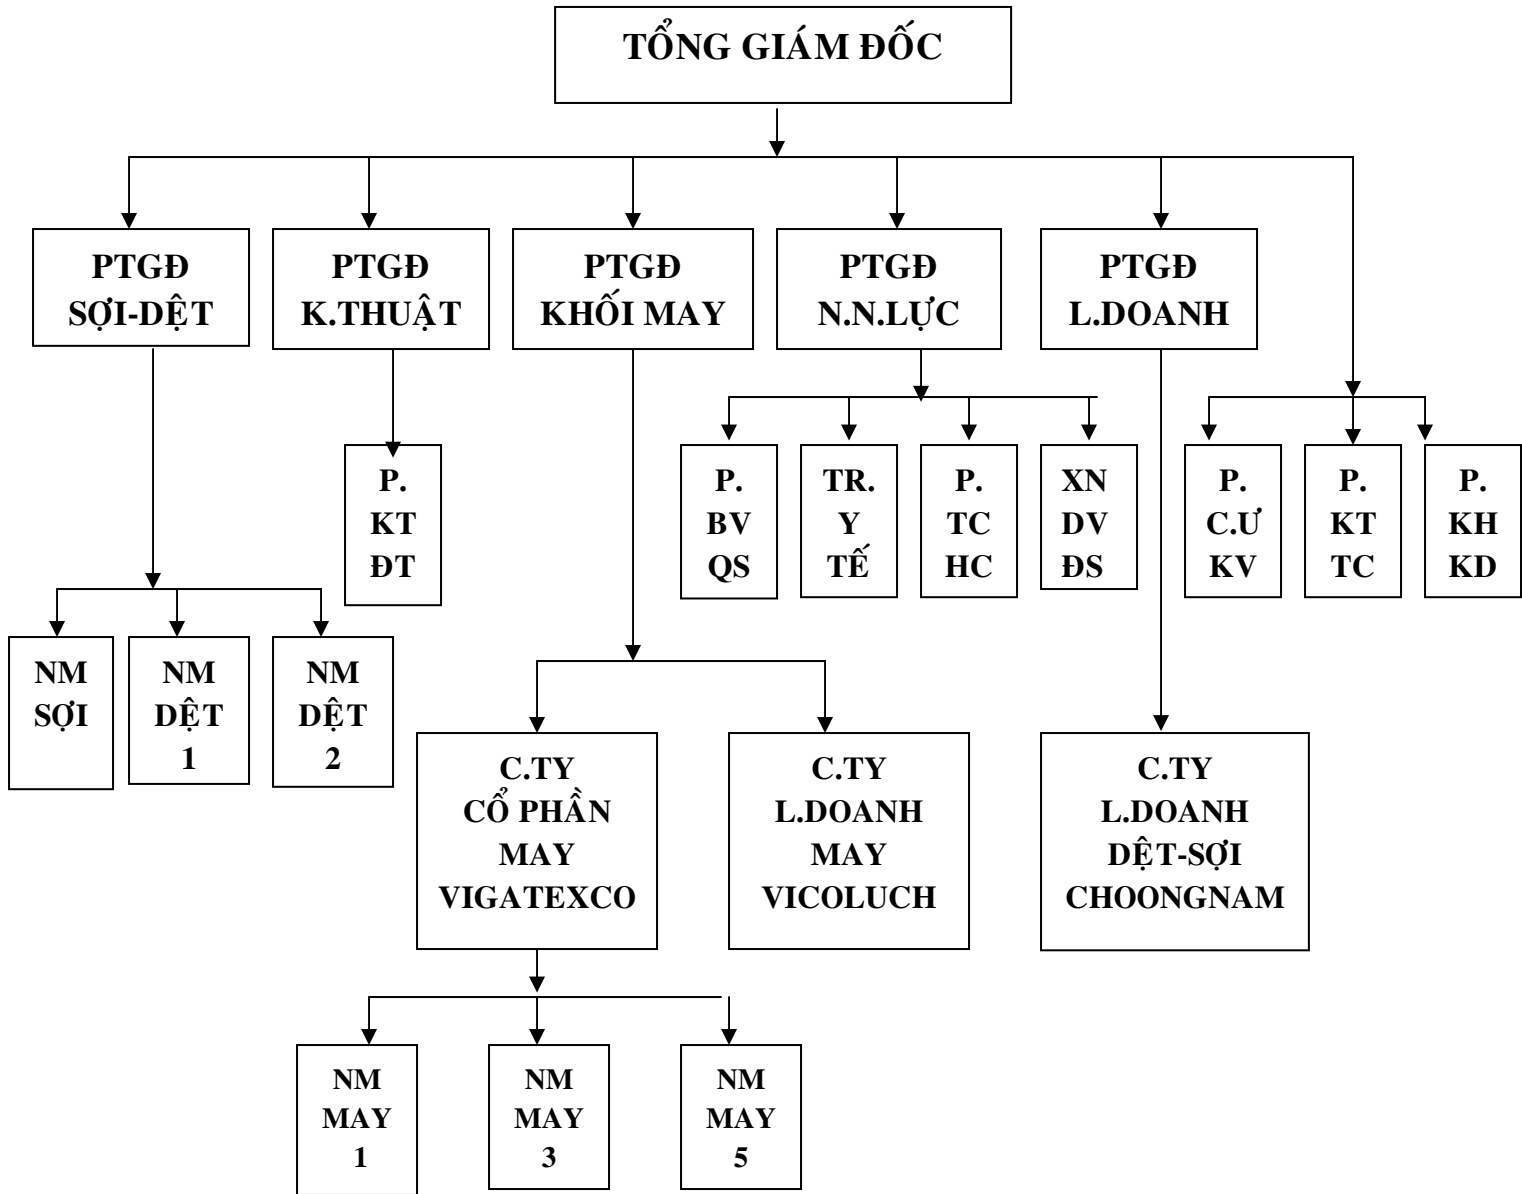 TỔNG GIÁM ĐỐC
PTGĐ
SỢI-DỆT
PTGĐ
K.THUẬT
PTGĐ
KHỐI MAY
PTGĐ
N.N.LỰC
PTGĐ
L.DOANH
P.
KT
ĐT
P.
BV
QS
TR.
Y
TẾ
P.
TC
HC
XN
DV
ĐS
P.
C.Ư
KV
P.
KT
TC
P.
KH
KD
NM
SỢI
NM
DỆT
1
NM
DỆT
2
C.TY
CỔ PHẦN
MAY
VIGATEXCO
C.TY
L.DOANH
MAY
VICOLUCH
C.TY
L.DOANH
DỆT-SỢI
CHOONGNAM
NM
MAY
1
NM
MAY
3
NM
MAY
5